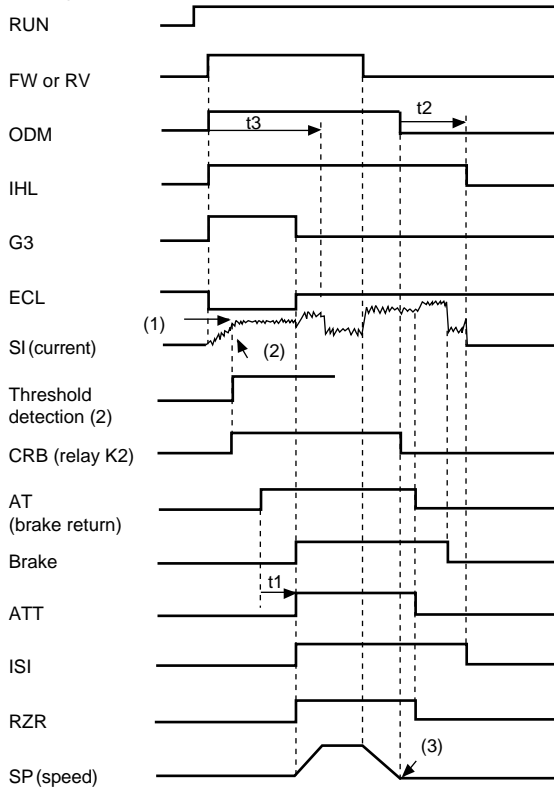 RUN
FW or RV
t2
ODM
t3
IHL
G3
ECL
(1)
SI (current)
(2)
Threshold
detection (2)
CRB (relay K2)
AT
(brake return)
Brake
t1
ATT
ISI
RZR
(3)
SP (speed)